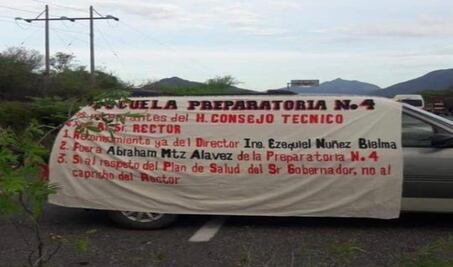 ESCUELA PREPARATORIA N.4
integrantes del H. CONSEJO TECNICO
Sr. RECTOR
1. Reconocimiento ya del Director Ing. Ezequiel Nuñez Bielma
2. Fuera Abraham Mtz Alavez de la Preparatoria N. 4
3. Si al respeto del Plan de Salud del Sr Gobernador, no al
capricho del Rector